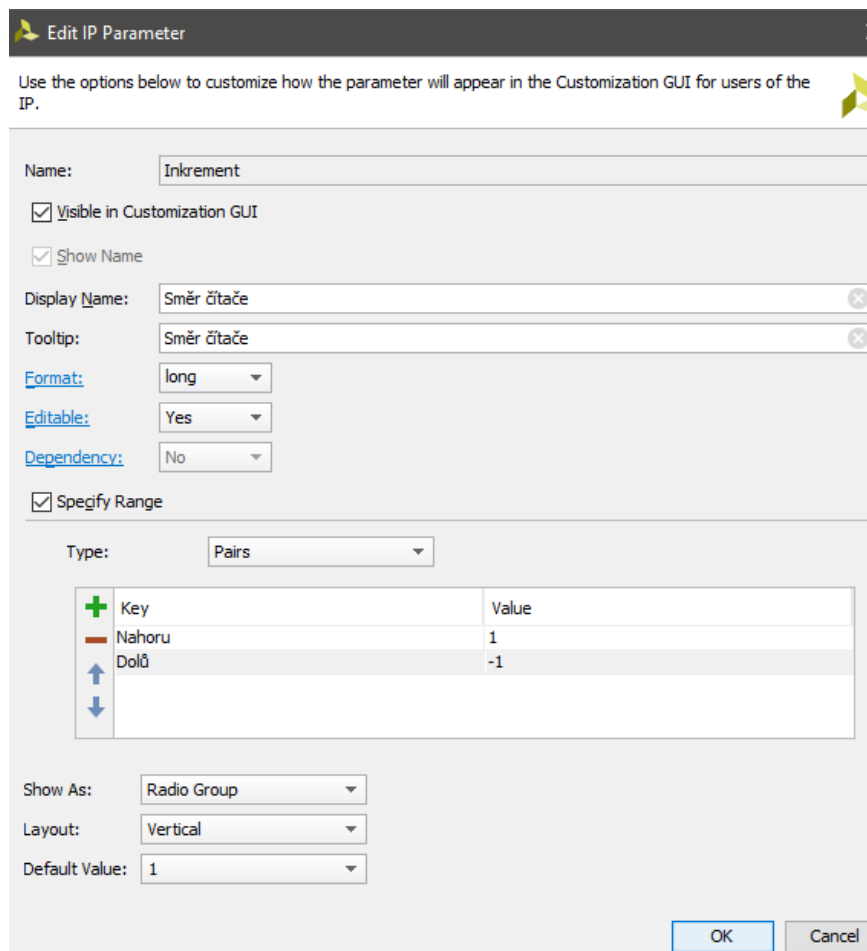 Edit IP Parameter
Use the options below to customize how the parameter will appear in the Customization GUI for users of the
IP.
Name: Inkrement
Visible in Customization GUI
Show Name
Display Name: Směr čítače
Tooltip: Směr čítače
Format: long
Editable: Yes
Dependency: No
Specify Range
Type: Pairs
Key Value
Nahoru 1
Dolů -1
Show As: Radio Group
Layout: Vertical
Default Value: 1
OK Cancel